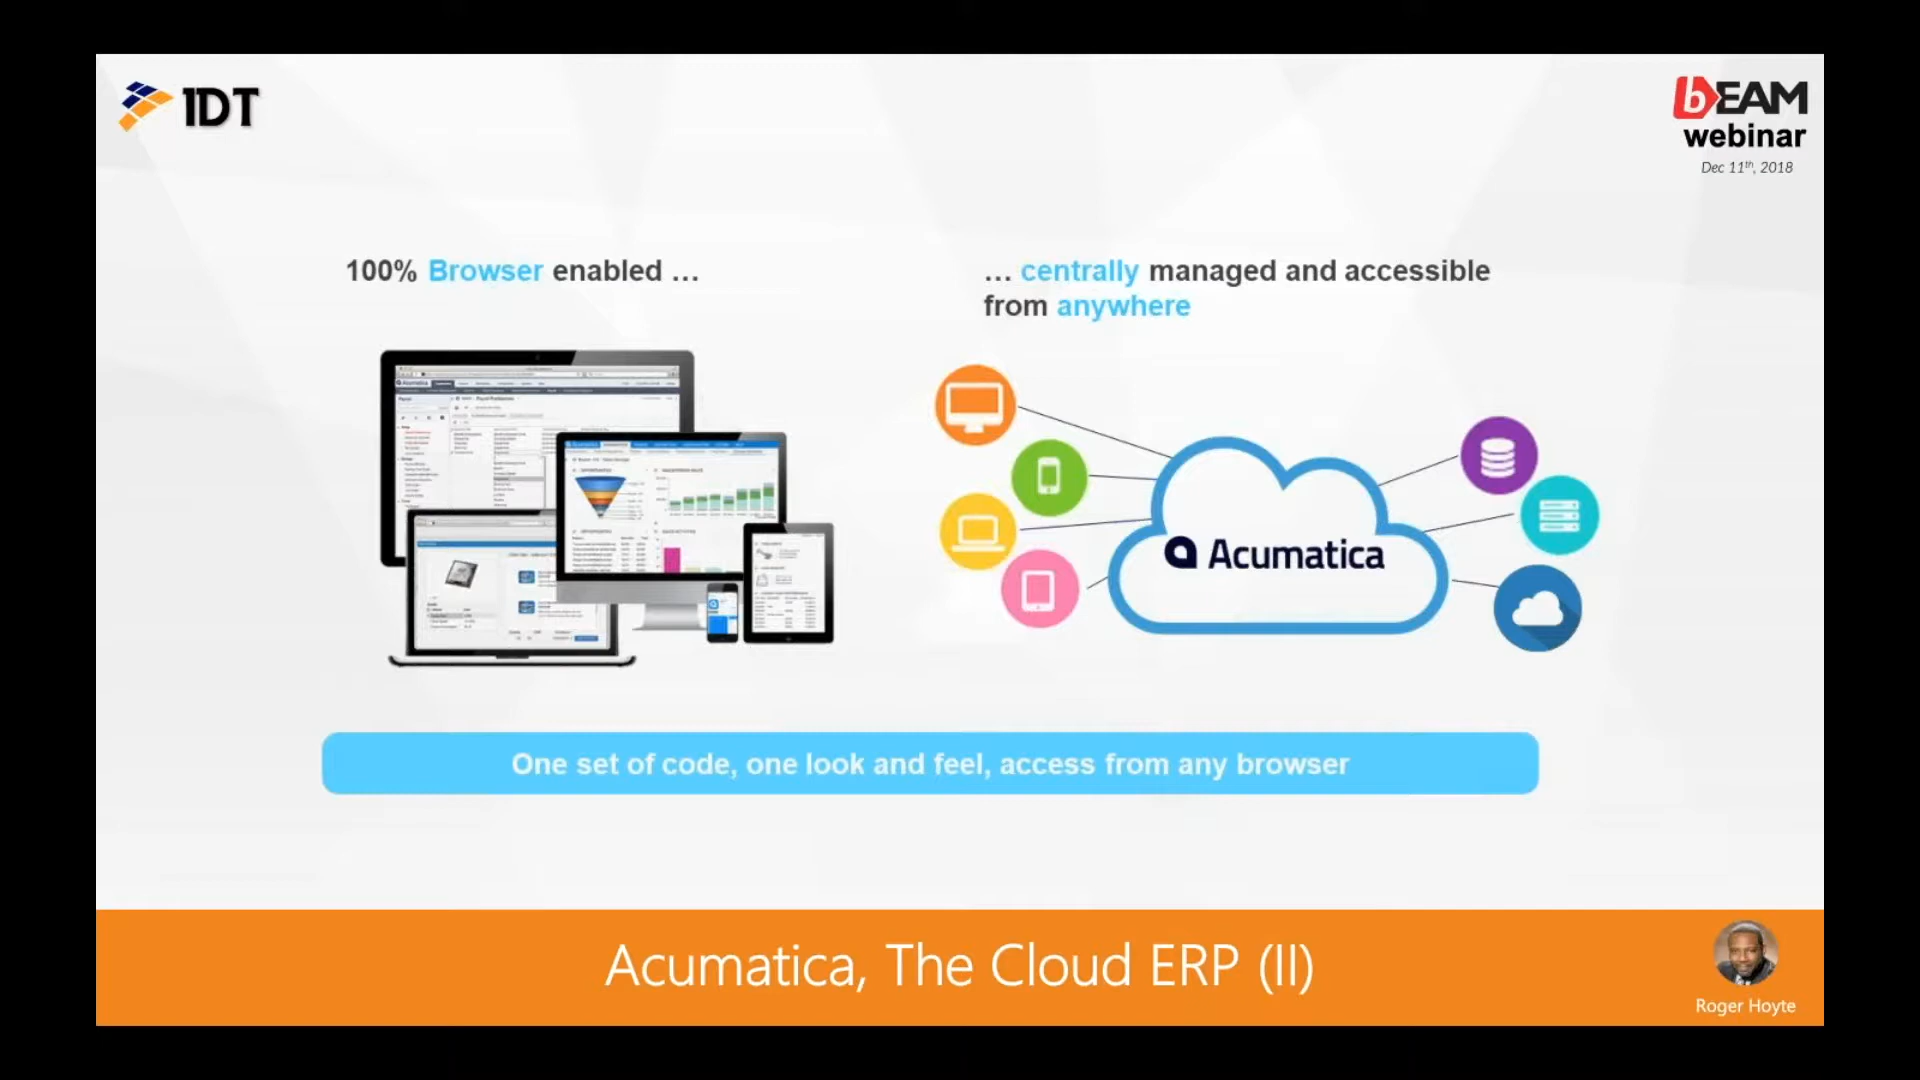 1DT
bEAM
webinar
Dec 11th, 2018
100% Browser enabled ...
... centrally managed and accessible
from anywhere
Acumatica
One set of code, one look and feel, access from any browser
Acumatica, The Cloud ERP (II)
Roger Hoyte